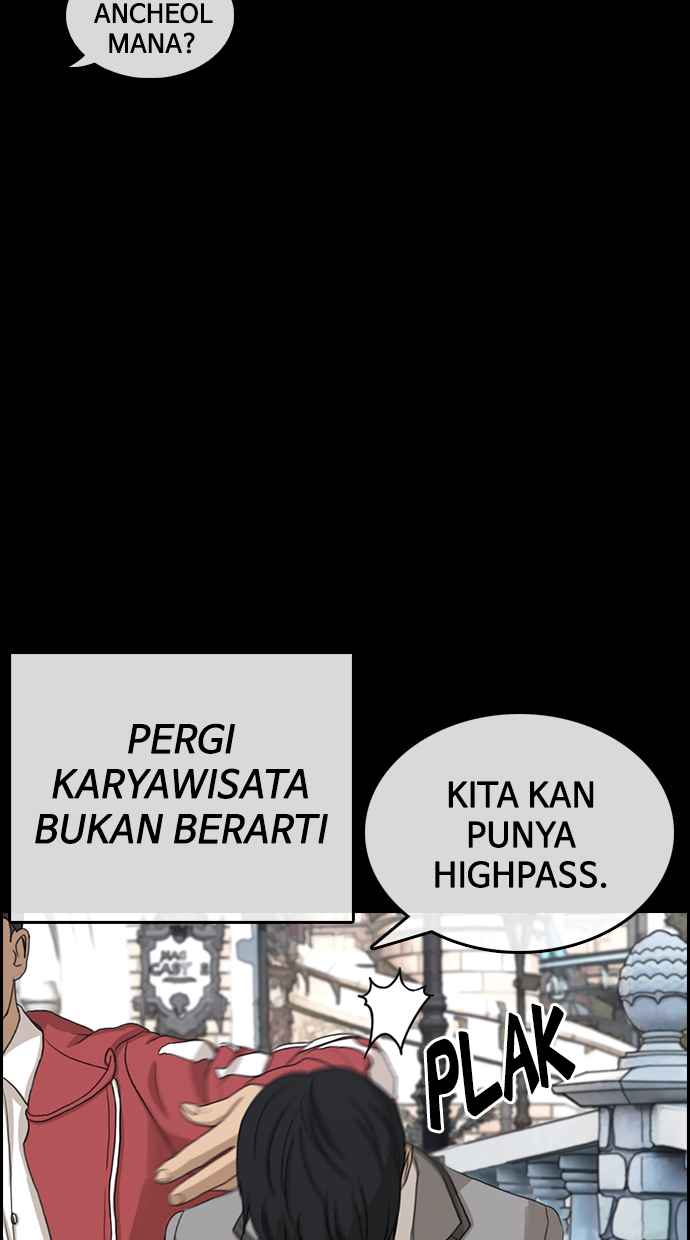 ANCHEOL
MANA?
PERGI
KARYAWISATA
BUKAN BERARTI
KITA KAN
PUNYA
HIGHPASS.
PLAK